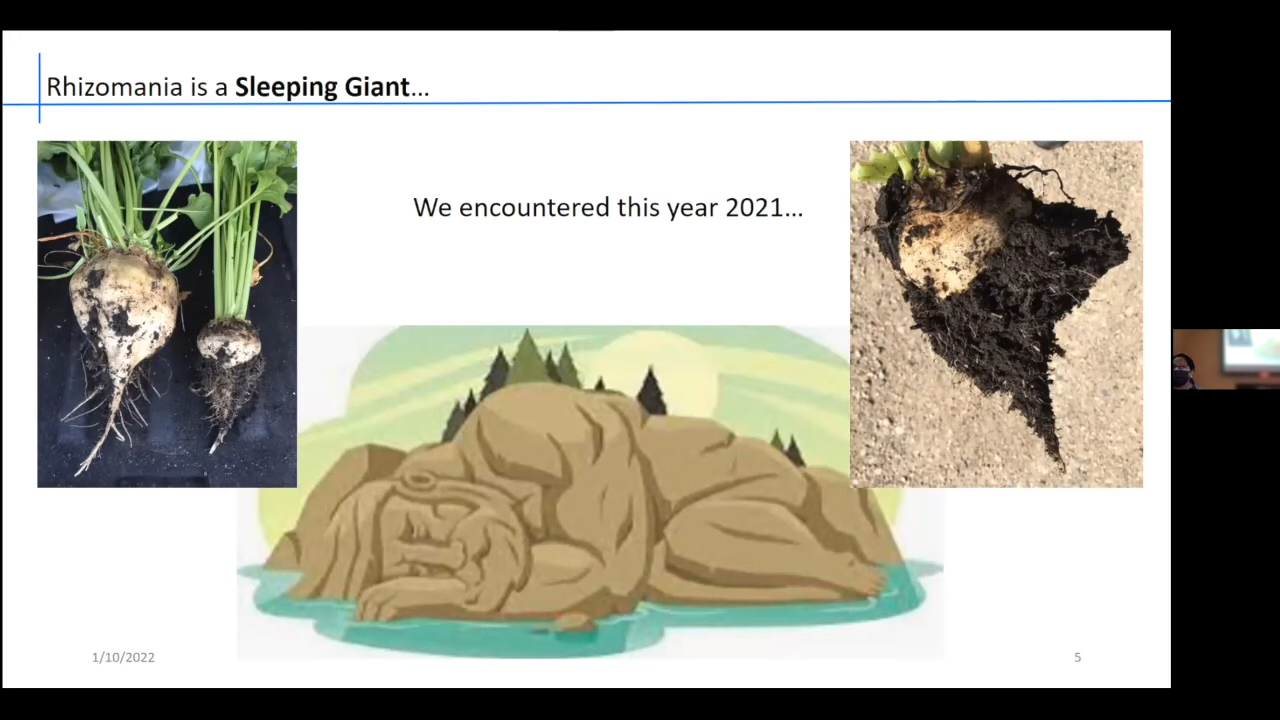 Rhizomania is a Sleeping Giant...
We encountered this year 2021...
1/10/2022
5